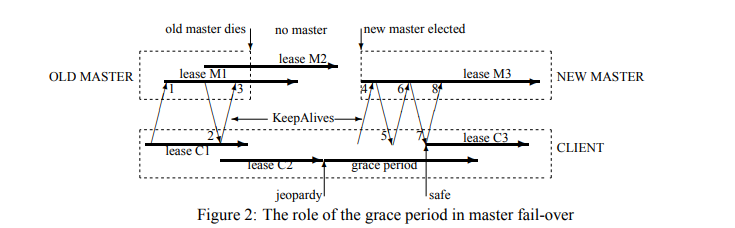 old master dies no master new master elected
lease M2
OLD MASTER lease M1 lease M3 NEW MASTER
1 3 4 6 8
KeepAlives
2 5 7
lease C1 lease C3 CLIENT
lease C2 grace period
jeopardy safe
Figure 2: The role of the grace period in master fail-over